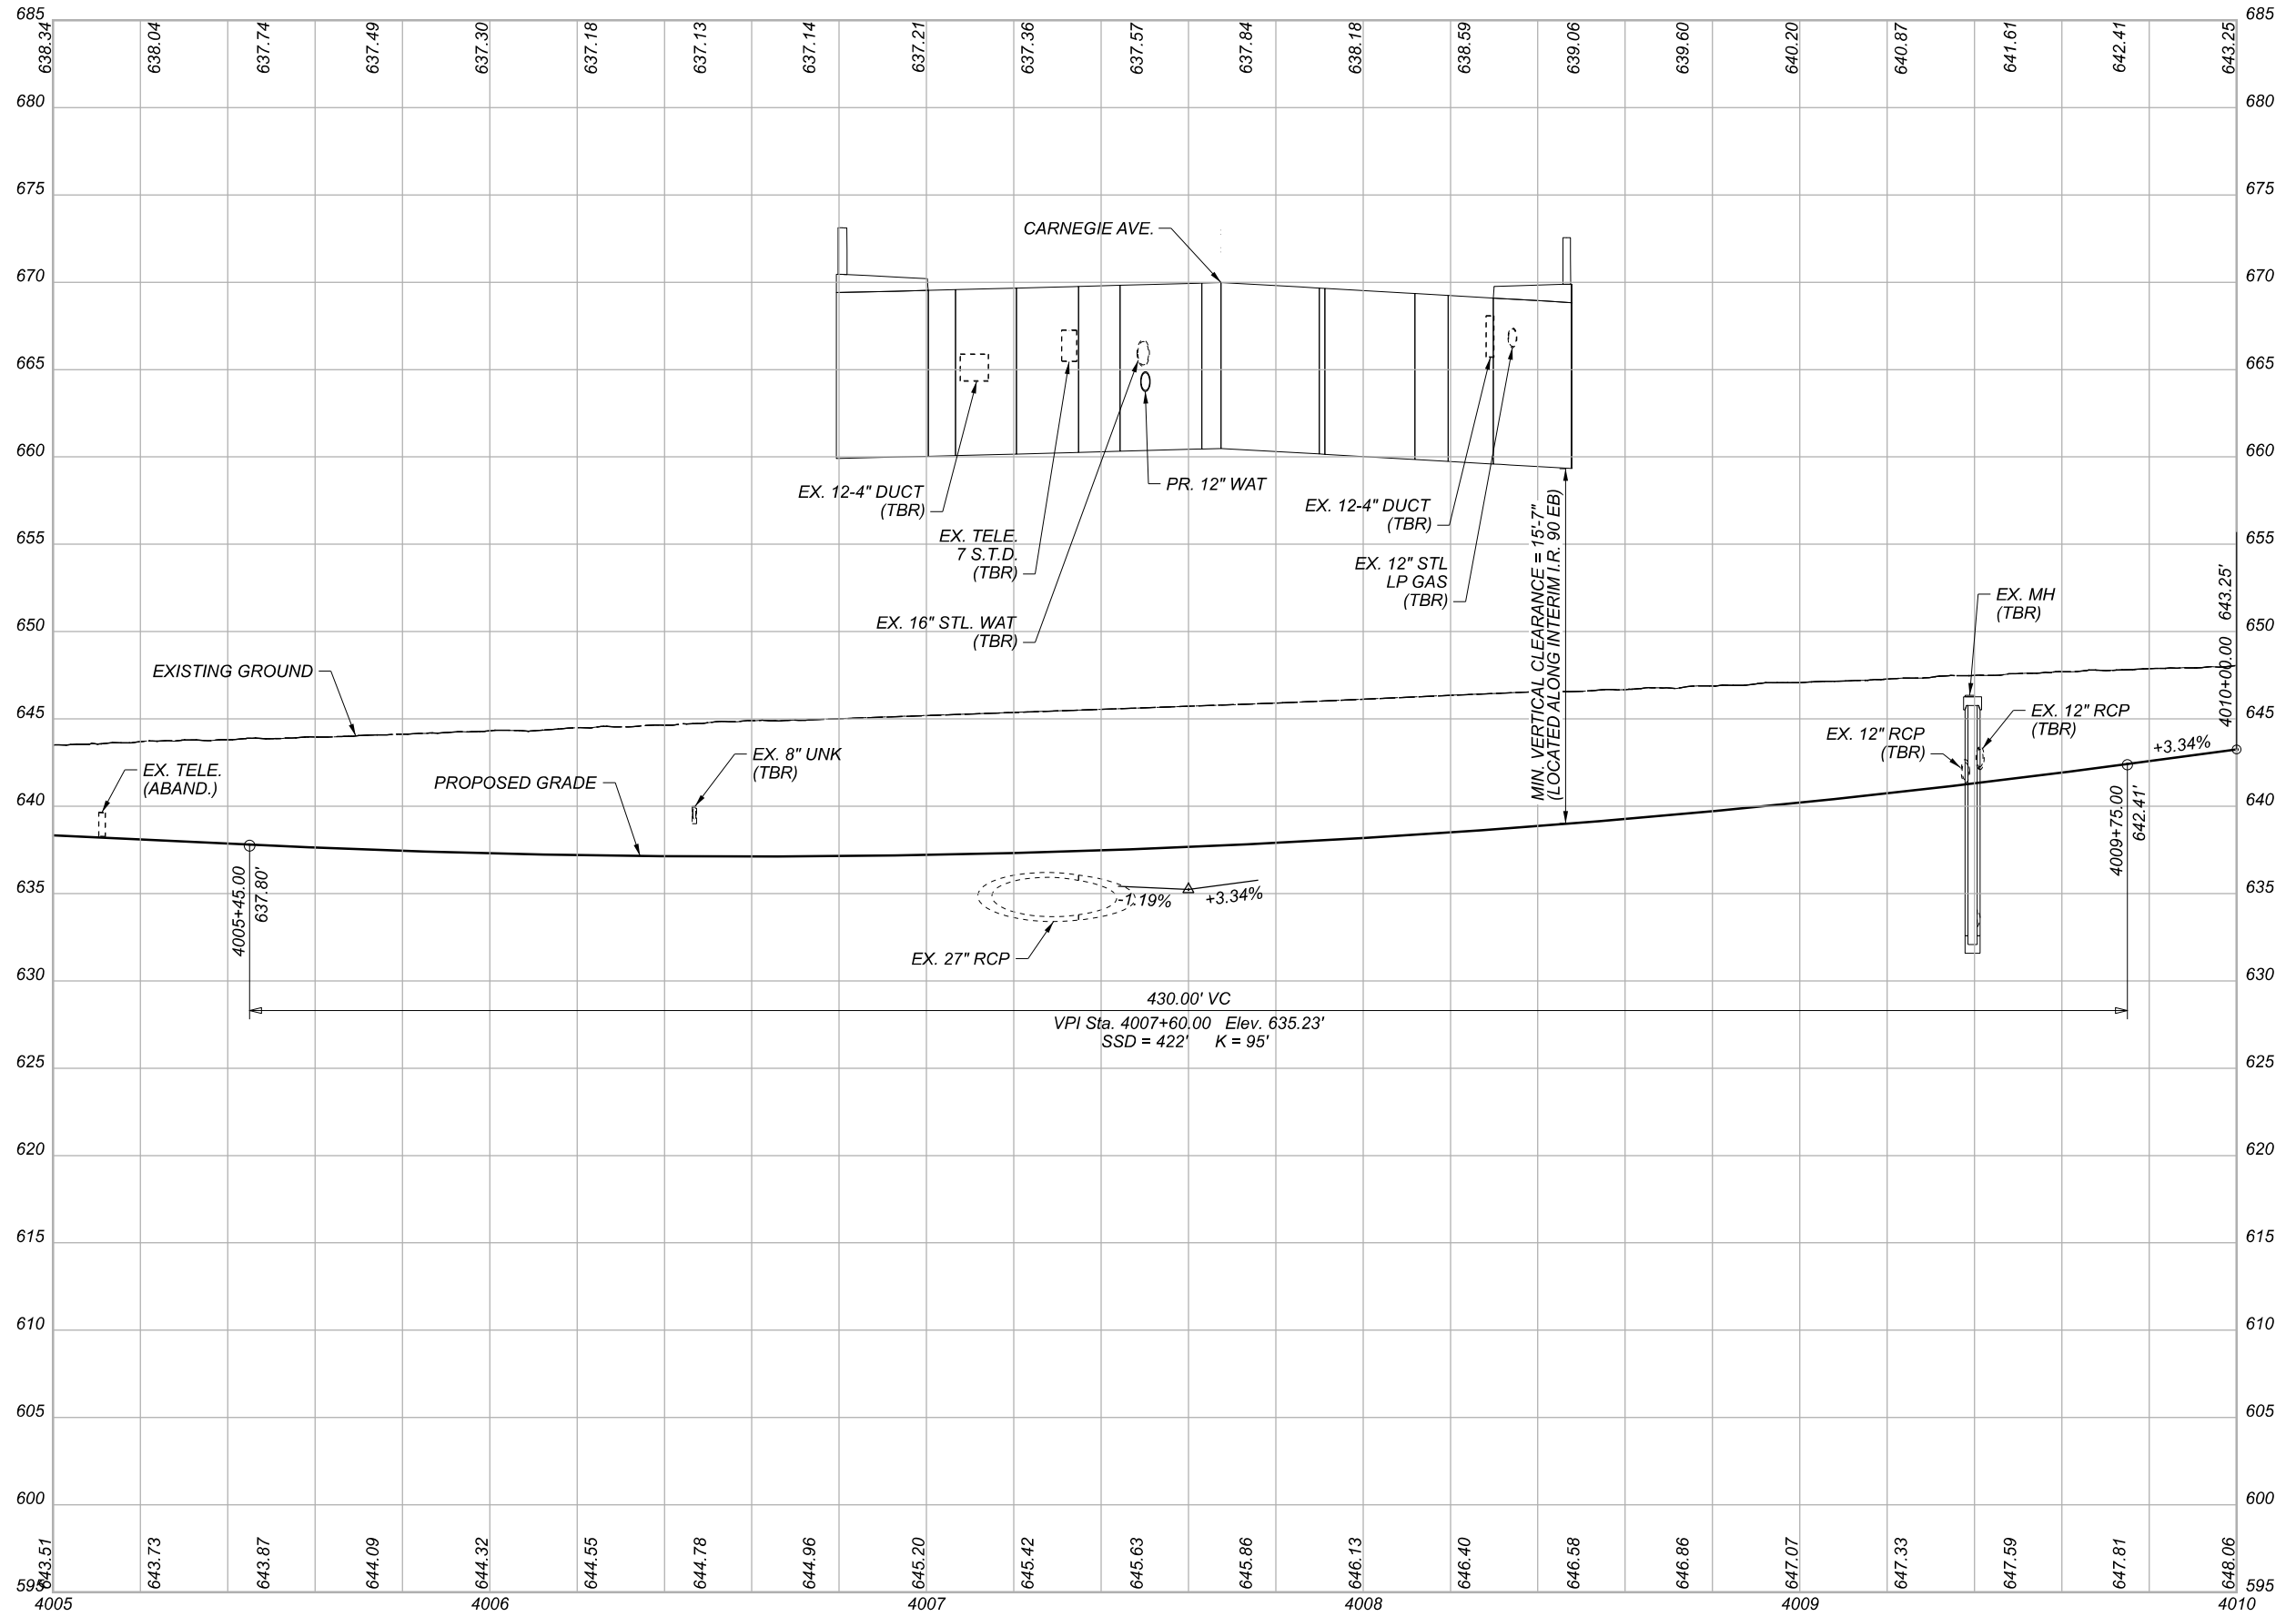 685
638.34
638.04
637.74
637.49
637.30
637.18
637.13
637.14
637.21
637.36
637.57
637.84
638.18
638.59
639.06
639.60
640.20
640.87
641.61
642.41
643.25
685
680
680
675
675
CARNEGIE AVE.
670
670
665
665
660
660
EX. 12-4" DUCT
(TBR)
PR. 12" WAT
EX. 12-4" DUCT
(TBR)
MIN. VERTICAL CLEARANCE = 15'-7"
(LOCATED ALONG INTERIM I.R. 90 EB)
655
EX. TELE.
7 S.T.D.
(TBR)
EX. 12" STL
LP GAS
(TBR)
655
650
EX. 16" STL. WAT
(TBR)
EX. MH
(TBR)
4010+00.00 643.25'
650
EXISTING GROUND
645
EX. 12" RCP
(TBR)
EX. 12" RCP
(TBR)
645
EX. TELE.
(ABAND.)
PROPOSED GRADE
EX. 8" UNK
(TBR)
+3.34%
640
640
4005+45.00
637.80'
4009+75.00
642.41'
635
-1.19%
+3.34%
635
EX. 27" RCP
630
630
430.00' VC
VPI Sta. 4007+60.00 Elev. 635.23'
SSD = 422' K = 95'
625
625
620
620
615
615
610
610
605
605
600
600
595
643.51
643.73
643.87
644.09
644.32
644.55
644.78
644.96
645.20
645.42
645.63
645.86
646.13
646.40
646.58
646.86
647.07
647.33
647.59
647.81
648.06
595
4005
4006
4007
4008
4009
4010